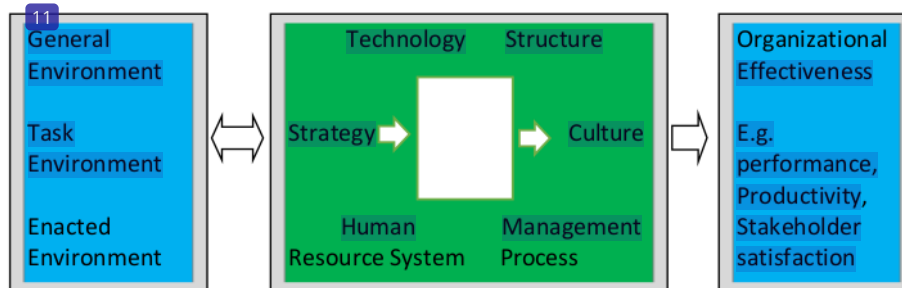 11
General
Environment
Task
Environment
Enacted
Environment
Technology Structure
Strategy
Culture
Human
Resource System
Management
Process
Organizational
Effectiveness
E.g.
performance,
Productivity,
Stakeholder
satisfaction